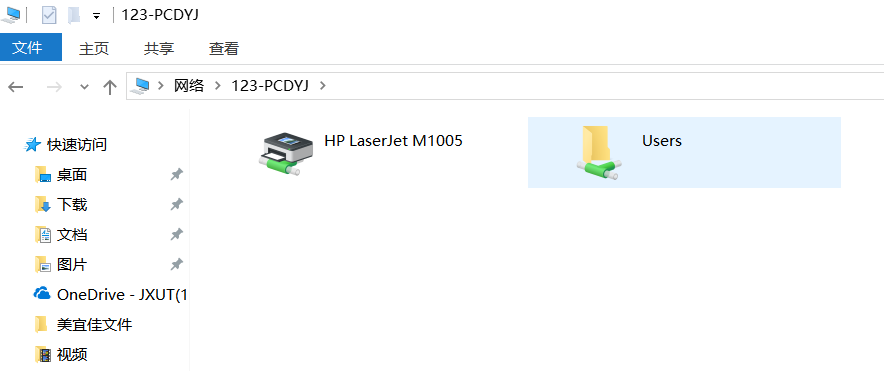 123-PCDYJ
文件 主页 共享 查看
网络 123-PCDYJ
快速访问
桌面
下载
文档
图片
OneDrive - JXUT(1
美宜佳文件
视频
HP LaserJet M1005
Users